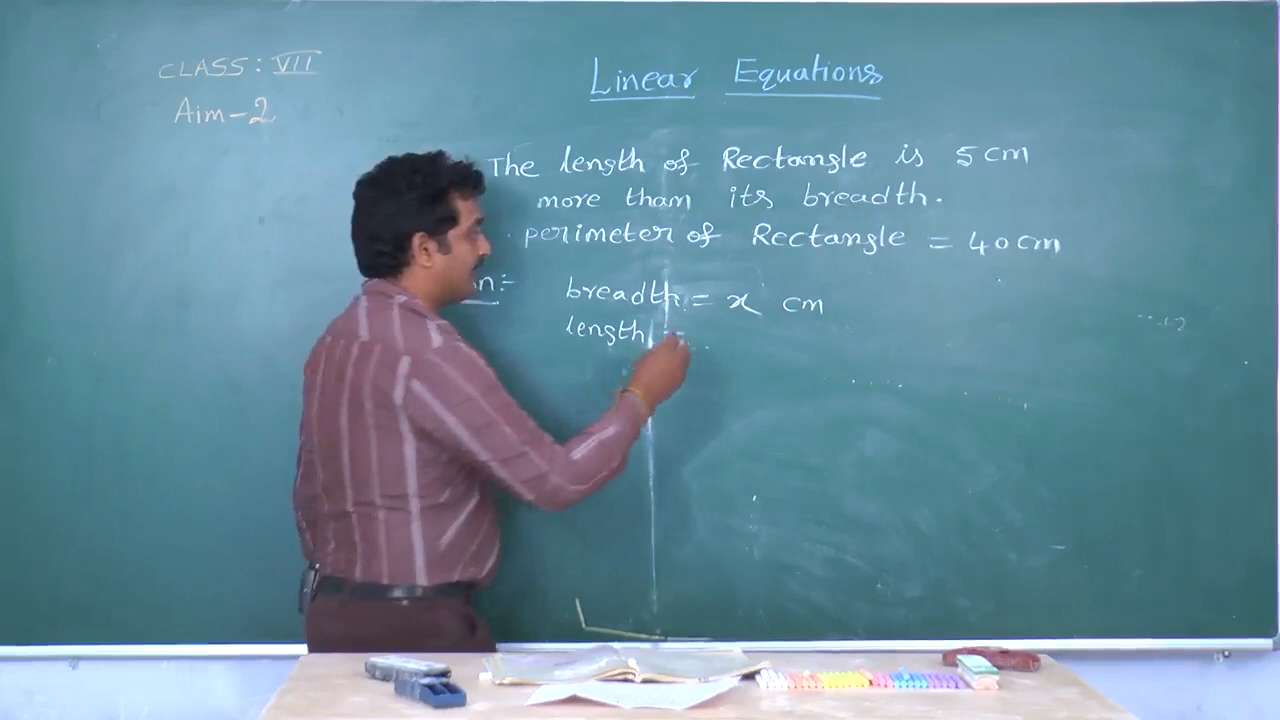 CLASS: VII
Aim-2
Linear Equations
The length of Rectangle is 5cm
more than its breadth.
perimeter of Rectangle = 40cm
breadth = x cm
length =